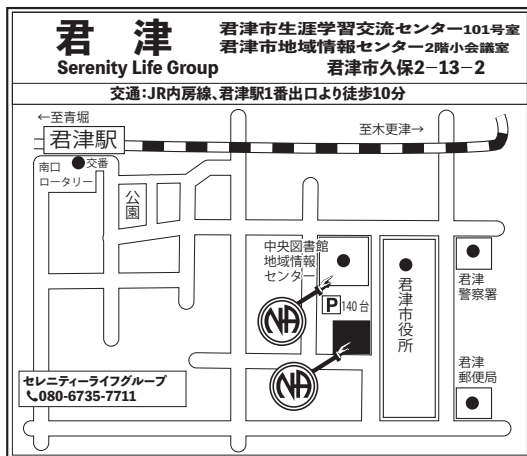 君津
君津市生涯学習交流センター101号室
君津市地域情報センター2階小会議室
Serenity Life Group
君津市久保2−13−2
交通：JR内房線、君津駅1番出口より徒歩10分
←至青堀
君津駅
至木更津→
南口
ロータリー
交番
公園
中央図書館
地域情報
センター
P 140台
NA
NA
君津市役所
君津
警察署
君津
郵便局
セレニティーライフグループ
080-6735-7711